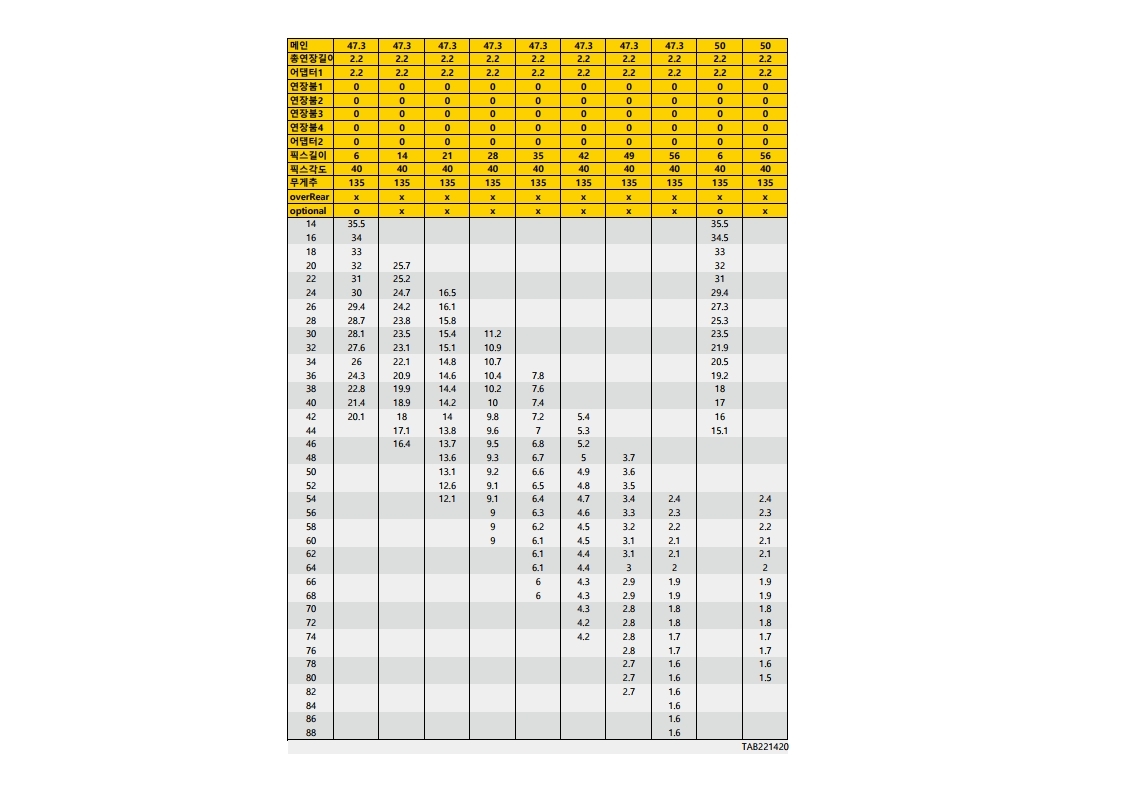 메인 47.3 47.3 47.3 47.3 47.3 47.3 47.3 47.3 50 50
총연장길이 2.2 2.2 2.2 2.2 2.2 2.2 2.2 2.2 2.2 2.2
어댑터1 2.2 2.2 2.2 2.2 2.2 2.2 2.2 2.2 2.2 2.2
연장붐1 0 0 0 0 0 0 0 0 0 0
연장붐2 0 0 0 0 0 0 0 0 0 0
연장붐3 0 0 0 0 0 0 0 0 0 0
연장붐4 0 0 0 0 0 0 0 0 0 0
어댑터2 0 0 0 0 0 0 0 0 0 0
픽스길이 6 14 21 28 35 42 49 56 6 56
픽스각도 40 40 40 40 40 40 40 40 40 40
무게추 135 135 135 135 135 135 135 135 135 135
overRear x x x x x x x x x x
optional o x x x x x x x o x
14 35.5 35.5
16 34 34.5
18 33 33
20 32 25.7 32
22 31 25.2 31
24 30 24.7 16.5 29.4
26 29.4 24.2 16.1 27.3
28 28.7 23.8 15.8 25.3
30 28.1 23.5 15.4 11.2 23.5
32 27.6 23.1 15.1 10.9 21.9
34 26 22.1 14.8 10.7 20.5
36 24.3 20.9 14.6 10.4 7.8 19.2
38 22.8 19.9 14.4 10.2 7.6 18
40 21.4 18.9 14.2 10 7.4 17
42 20.1 18 14 9.8 7.2 5.4 16
44 17.1 13.8 9.6 7 5.3 15.1
46 16.4 13.7 9.5 6.8 5.2
48 13.6 9.3 6.7 5 3.7
50 13.1 9.2 6.6 4.9 3.6
52 12.6 9.1 6.5 4.8 3.5
54 12.1 9.1 6.4 4.7 3.4 2.4 2.4
56 9 6.3 4.6 3.3 2.3 2.3
58 9 6.2 4.5 3.2 2.2 2.2
60 9 6.1 4.5 3.1 2.1 2.1
62 6.1 4.4 3.1 2.1 2.1
64 6.1 4.4 3 2 2
66 6 4.3 2.9 1.9 1.9
68 6 4.3 2.9 1.9 1.9
70 4.3 2.8 1.8 1.8
72 4.2 2.8 1.8 1.8
74 4.2 2.8 1.7 1.7
76 2.8 1.7 1.7
78 2.7 1.6 1.6
80 2.7 1.6 1.5
82 2.7 1.6
84 1.6
86 1.6
88 1.6
TAB221420